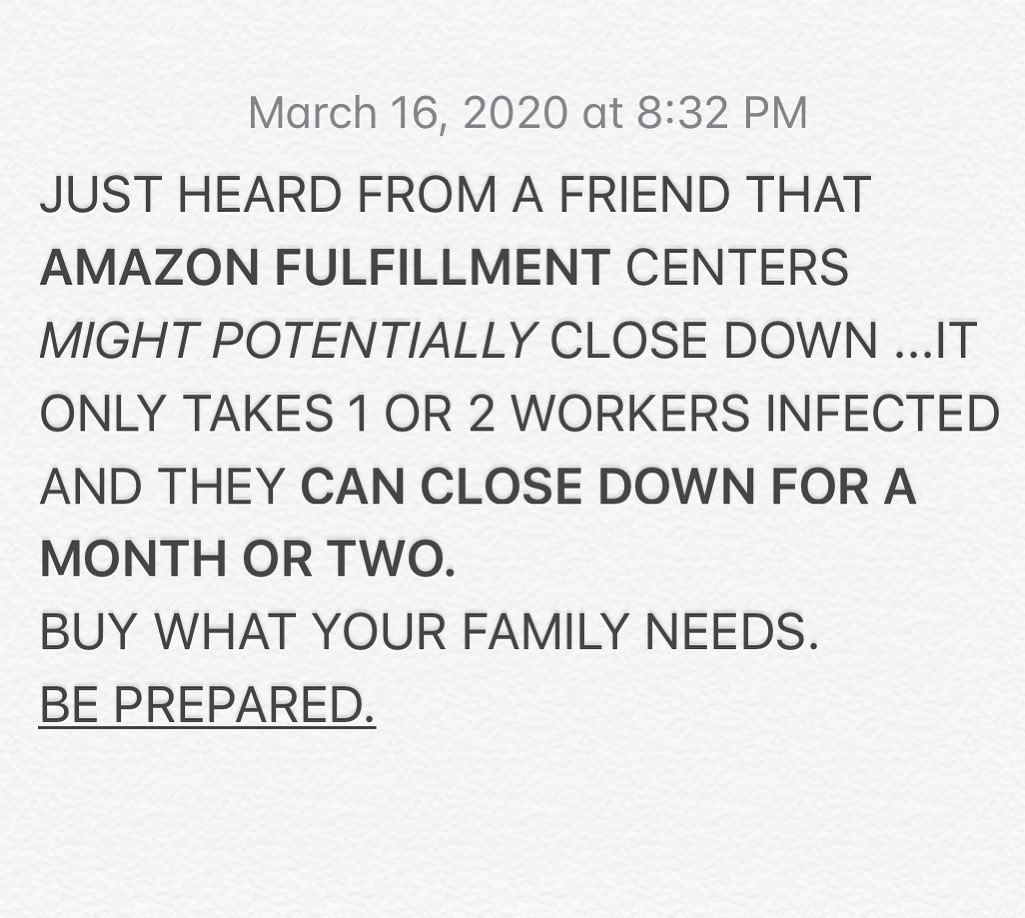 March 16, 2020 at 8:32 PM
JUST HEARD FROM A FRIEND THAT
AMAZON FULFILLMENT CENTERS
MIGHT POTENTIALLY CLOSE DOWN ...IT
ONLY TAKES 1 OR 2 WORKERS INFECTED
AND THEY CAN CLOSE DOWN FOR A
MONTH OR TWO.
BUY WHAT YOUR FAMILY NEEDS.
BE PREPARED.